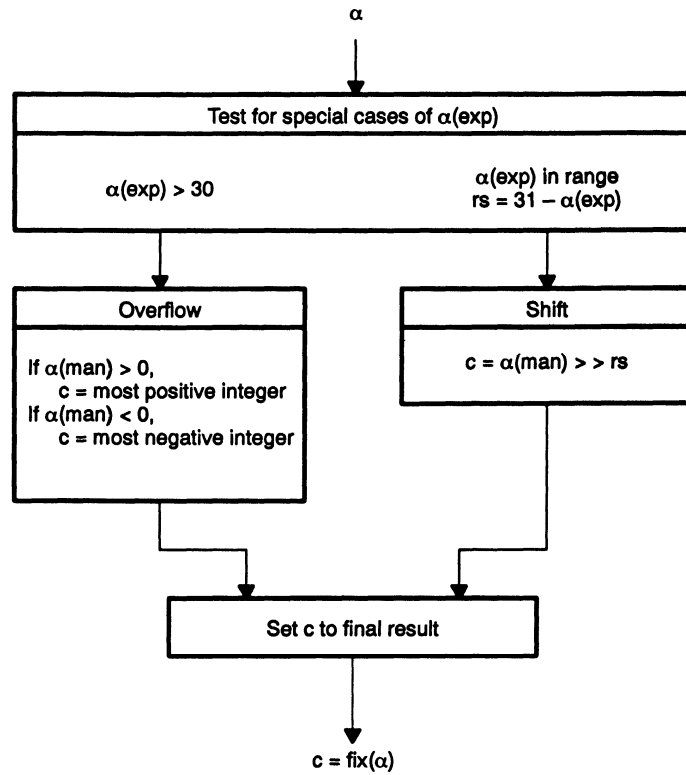 α
Test for special cases of α(exp)
α(exp) > 30
α(exp) in range
rs = 31 – α(exp)
Overflow
If α(man) > 0,
c = most positive integer
If α(man) < 0,
c = most negative integer
Shift
c = α(man) > > rs
Set c to final result
c = fix(α)